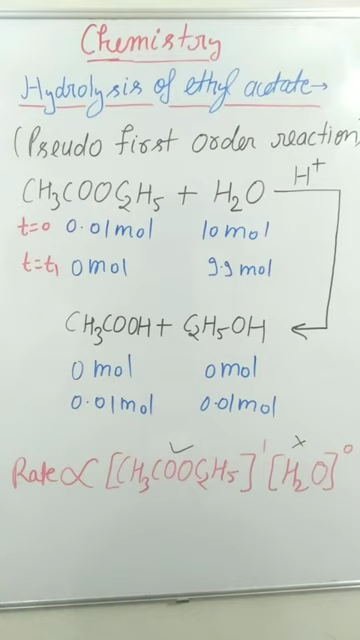 Chemistry
Hydrolysis of ethyl acetate→
(Pseudo first order reaction)
CH₃COOC₂H₅ + H₂O H⁺
t=0 0.01mol 10mol
t=t₁ 0mol 9.9mol
CH₃COOH + C₂H₅OH
0mol 0mol
0.01mol 0.01mol
Rate ∝ [CH₃COOC₂H₅]¹ [H₂O]⁰